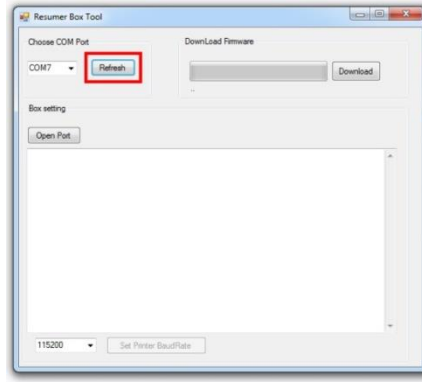 Resumer Box Tool
Choose COM Port
DownLoad Firmware
COM7
Refresh
Download
..
Box setting
Open Port
115200
Set Printer BaudRate